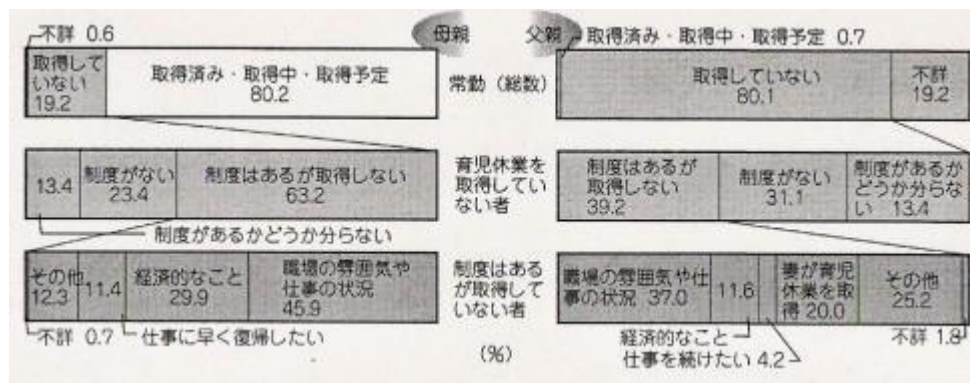 不詳 0.6
母親
父親
取得済み・取得中・取得予定 0.7
取得して
いない
19.2
取得済み・取得中・取得予定
80.2
常勤（総数）
取得していない
80.1
不詳
19.2
13.4
制度がない
23.4
制度はあるが取得しない
63.2
制度があるかどうか分らない
育児休業を
取得してい
ない者
制度はあるが
取得しない
39.2
制度がない
31.1
制度があるか
どうか分らな
い 13.4
その他
12.3
11.4
経済的なこと
29.9
職場の雰囲気や
仕事の状況
45.9
不詳 0.7
仕事に早く復帰したい
制度はある
が取得して
いない者
(%)
職場の雰囲気や仕
事の状況 37.0
11.6
妻が育児
休業を取
得 20.0
その他
25.2
経済的なこと
仕事を続けたい 4.2
不詳 1.8